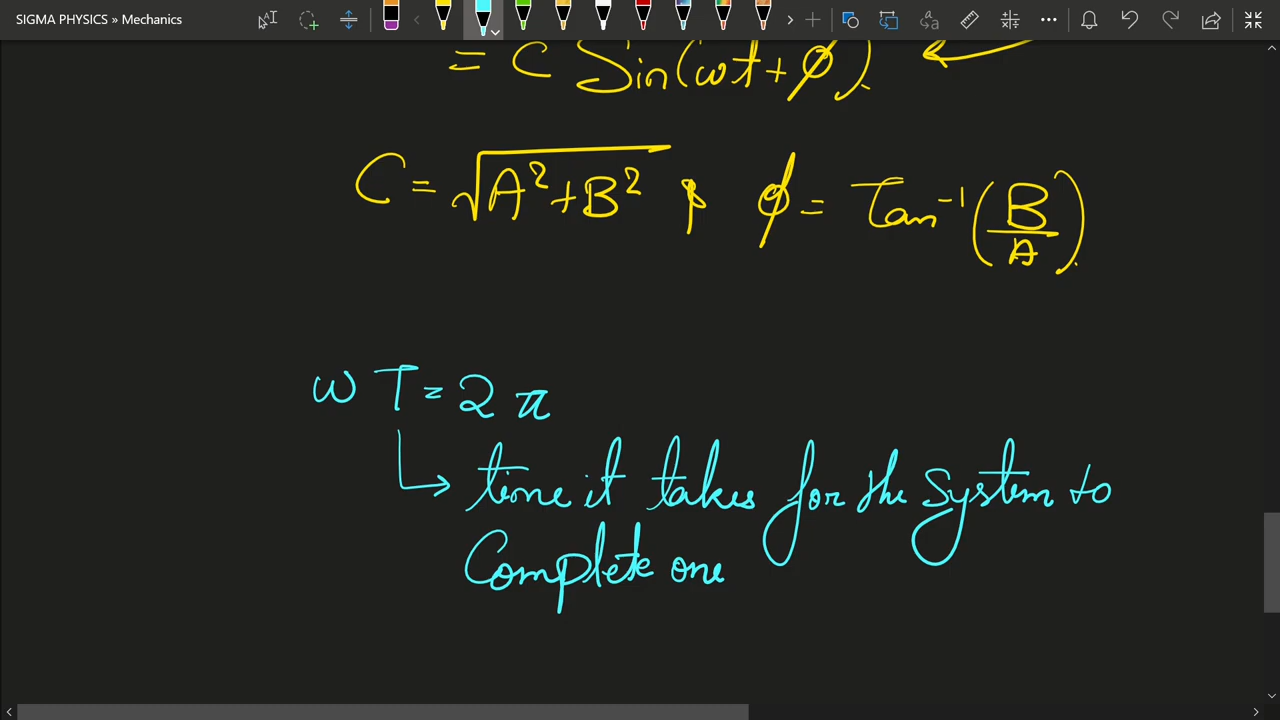 SIGMA PHYSICS » Mechanics
= C Sin(ωt + φ).
C = √A² + B² & φ = Tan⁻¹(B/A).
ω T = 2 π
time it takes for the System to
Complete one